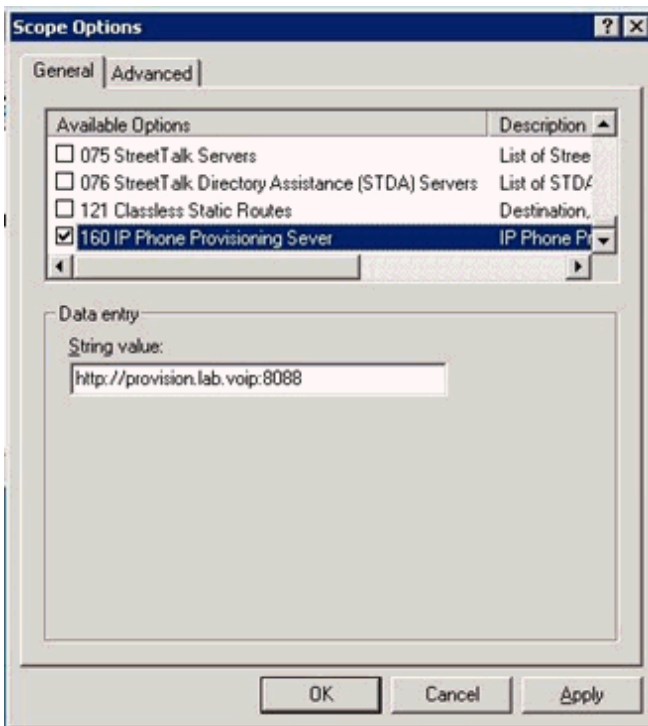 Scope Options
General Advanced
Available Options Description
075 StreetTalk Servers List of Stree
076 StreetTalk Directory Assistance (STDA) Servers List of STDA
121 Classless Static Routes Destination,
160 IP Phone Provisioning Sever IP Phone Pr
Data entry
String value:
http://provision.lab.voip:8088
OK Cancel Apply